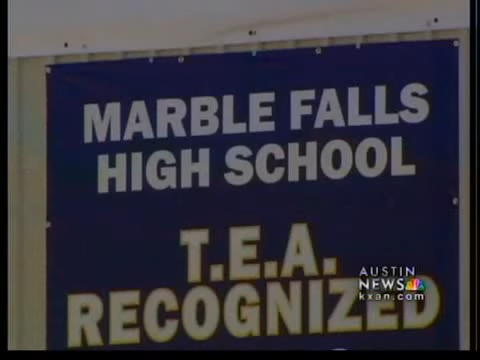 MARBLE FALLS
HIGH SCHOOL
T.E.A.
RECOGNIZED
AUSTIN
NEWS
kxan.com